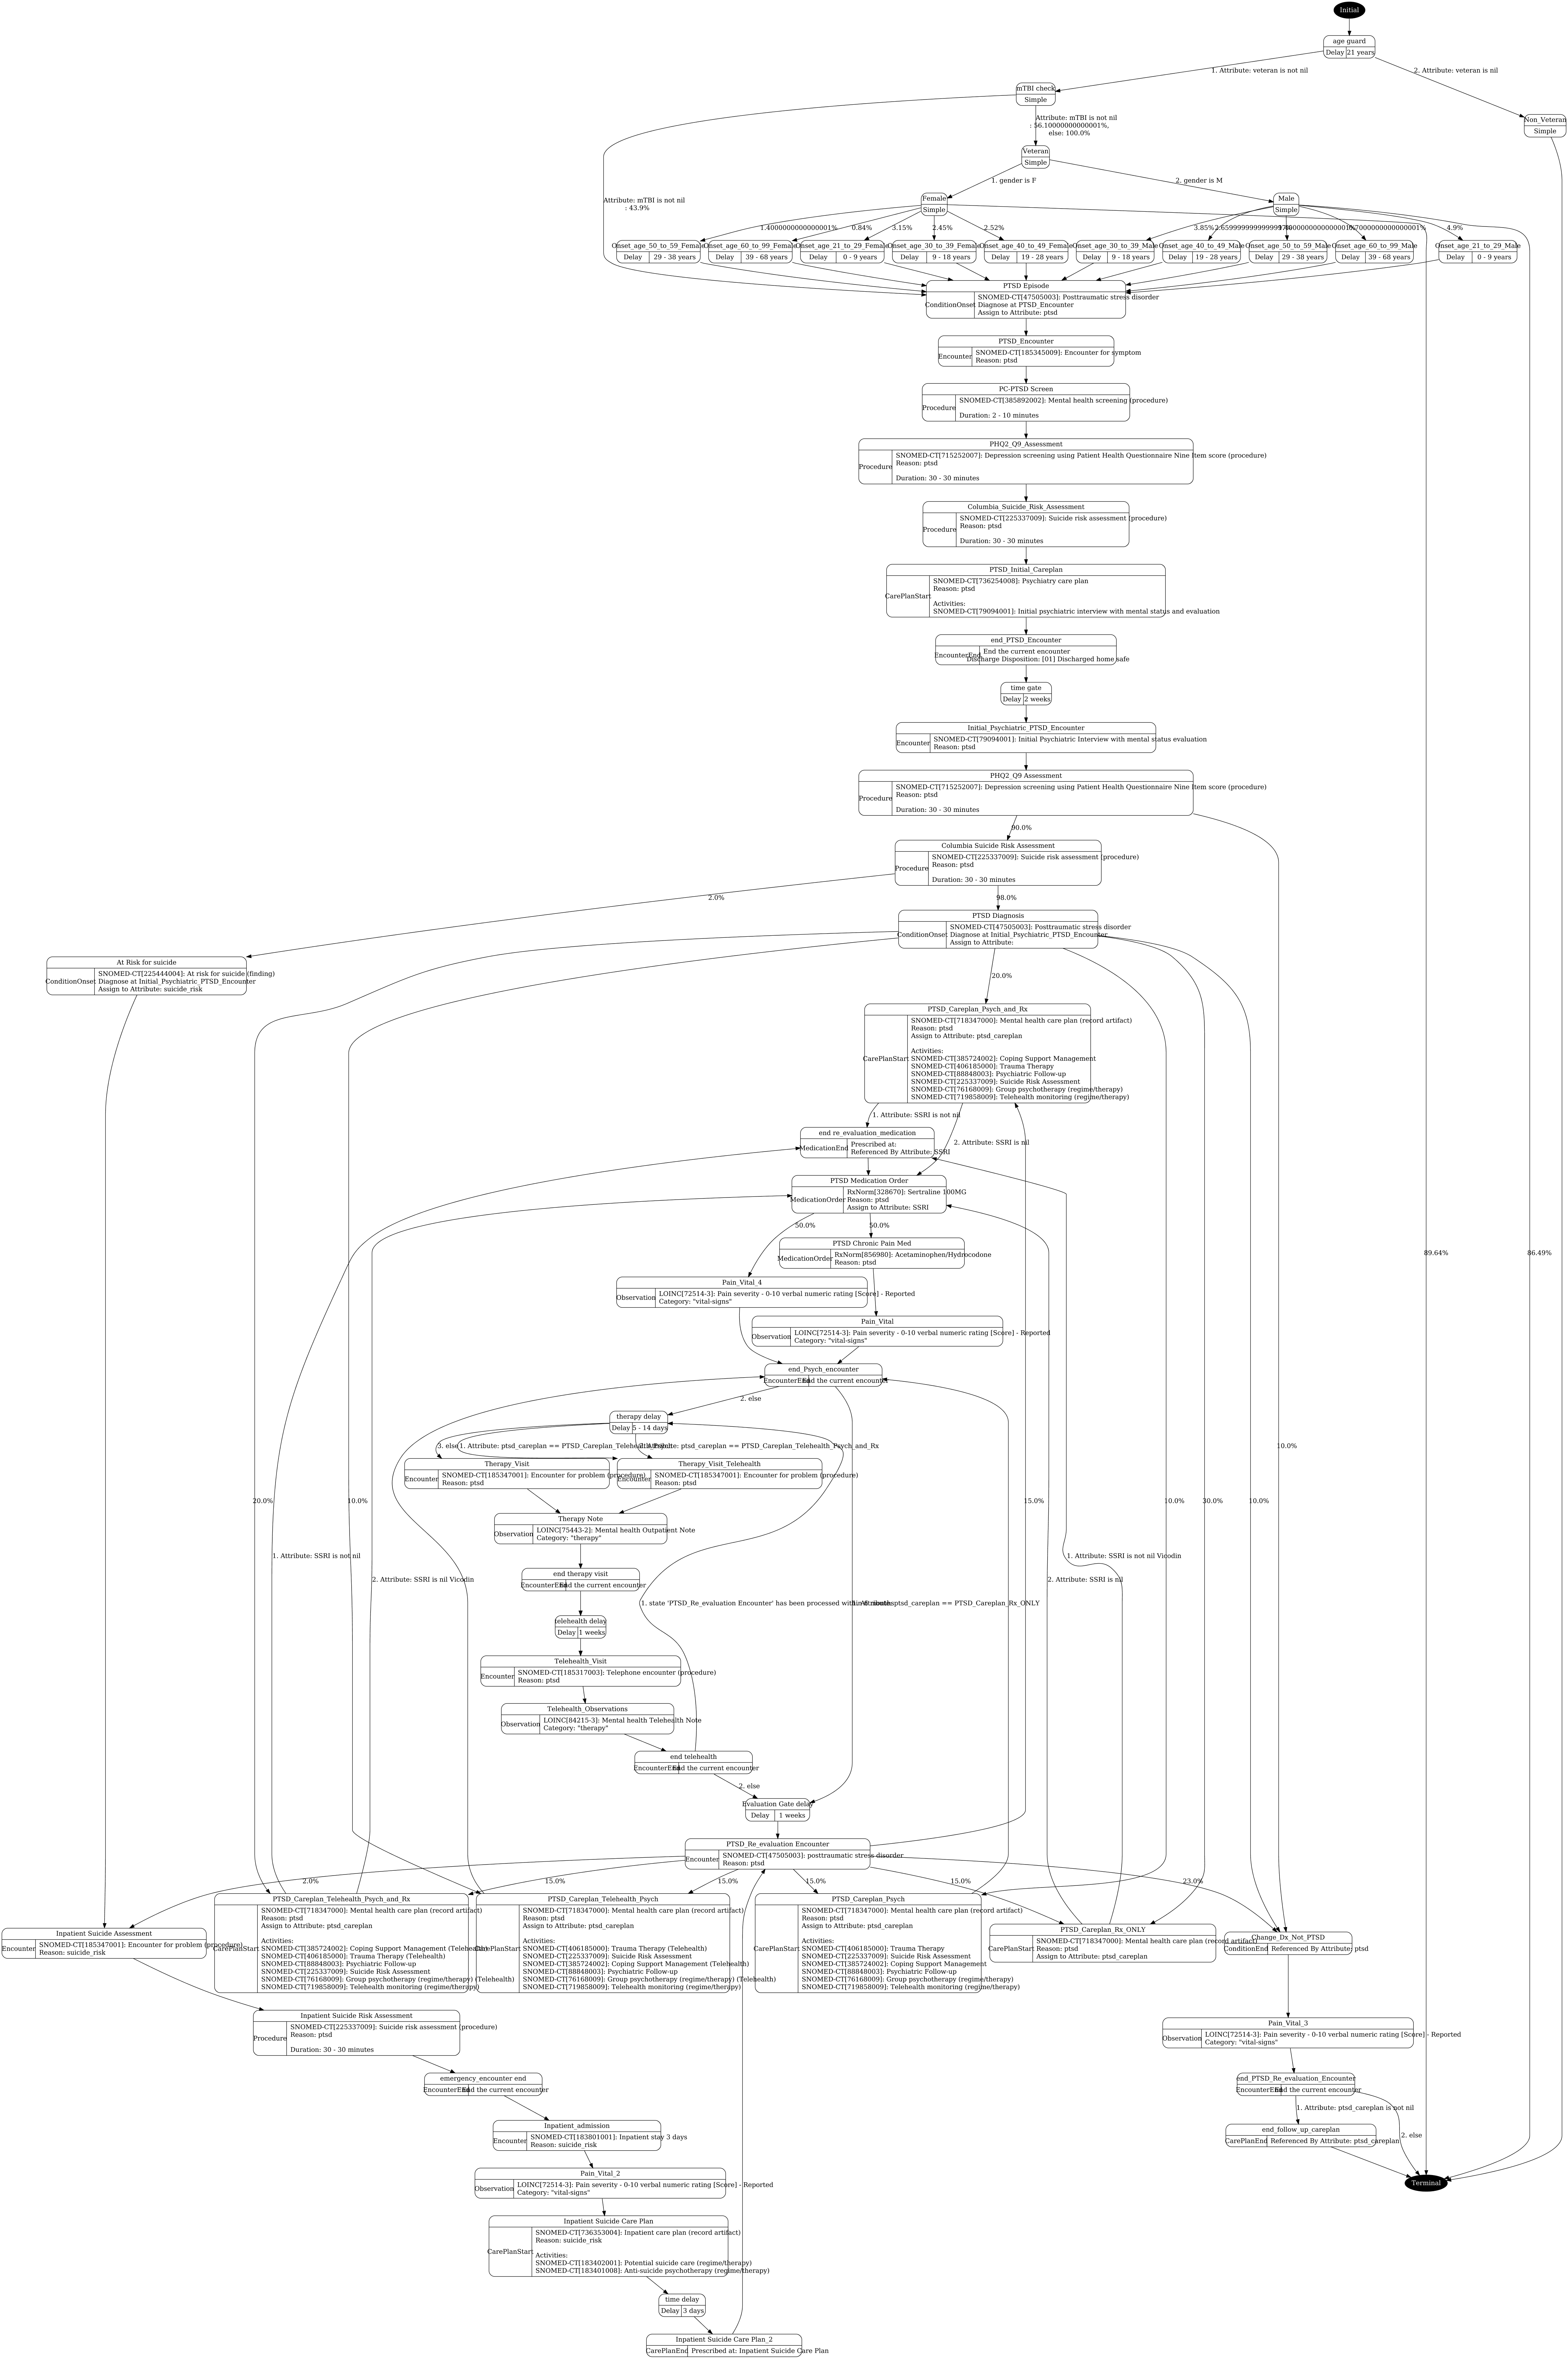 Initial
age guard
Delay 21 years
1. Attribute: veteran is not nil
2. Attribute: veteran is nil
mTBI check
Simple
Non_Veteran
Simple
Attribute: mTBI is not nil
: 56.10000000000001%,
else: 100.0%
Veteran
Simple
1. gender is F
2. gender is M
Attribute: mTBI is not nil
: 43.9%
Female
Simple
Male
Simple
1.4000000000000001%
0.84%
3.15%
2.45%
2.52%
3.85%
4.9%
Onset_age_50_to_59_Female
Delay 29 - 38 years
Onset_age_60_to_99_Female
Delay 39 - 68 years
Onset_age_21_to_29_Female
Delay 0 - 9 years
Onset_age_30_to_39_Female
Delay 9 - 18 years
Onset_age_40_to_49_Female
Delay 19 - 28 years
Onset_age_30_to_39_Male
Delay 9 - 18 years
Onset_age_40_to_49_Male
Delay 19 - 28 years
Onset_age_50_to_59_Male
Delay 29 - 38 years
Onset_age_60_to_99_Male
Delay 39 - 68 years
Onset_age_21_to_29_Male
Delay 0 - 9 years
PTSD Episode
ConditionOnset
SNOMED-CT[47505003]: Posttraumatic stress disorder
Diagnose at PTSD_Encounter
Assign to Attribute: ptsd
PTSD_Encounter
Encounter
SNOMED-CT[185345009]: Encounter for symptom
Reason: ptsd
PC-PTSD Screen
Procedure
SNOMED-CT[385892002]: Mental health screening (procedure)
Duration: 2 - 10 minutes
PHQ2_Q9_Assessment
Procedure
SNOMED-CT[715252007]: Depression screening using Patient Health Questionnaire Nine Item score (procedure)
Reason: ptsd
Duration: 30 - 30 minutes
Columbia_Suicide_Risk_Assessment
Procedure
SNOMED-CT[225337009]: Suicide risk assessment (procedure)
Reason: ptsd
Duration: 30 - 30 minutes
PTSD_Initial_Careplan
CarePlanStart
SNOMED-CT[736254008]: Psychiatry care plan
Reason: ptsd
Activities:
SNOMED-CT[79094001]: Initial psychiatric interview with mental status and evaluation
end_PTSD_Encounter
EncounterEnd
End the current encounter
Discharge Disposition: [01] Discharged home safe
time gate
Delay 2 weeks
Initial_Psychiatric_PTSD_Encounter
Encounter
SNOMED-CT[79094001]: Initial Psychiatric Interview with mental status evaluation
Reason: ptsd
PHQ2_Q9 Assessment
Procedure
SNOMED-CT[715252007]: Depression screening using Patient Health Questionnaire Nine Item score (procedure)
Reason: ptsd
Duration: 30 - 30 minutes
90.0%
Columbia Suicide Risk Assessment
Procedure
SNOMED-CT[225337009]: Suicide risk assessment (procedure)
Reason: ptsd
Duration: 30 - 30 minutes
2.0%
98.0%
PTSD Diagnosis
ConditionOnset
SNOMED-CT[47505003]: Posttraumatic stress disorder
Diagnose at Initial_Psychiatric_PTSD_Encounter
Assign to Attribute:
At Risk for suicide
ConditionOnset
SNOMED-CT[225444004]: At risk for suicide (finding)
Diagnose at Initial_Psychiatric_PTSD_Encounter
Assign to Attribute: suicide_risk
20.0%
PTSD_Careplan_Psych_and_Rx
CarePlanStart
SNOMED-CT[718347000]: Mental health care plan (record artifact)
Reason: ptsd
Assign to Attribute: ptsd_careplan
Activities:
SNOMED-CT[385724002]: Coping Support Management
SNOMED-CT[406185000]: Trauma Therapy
SNOMED-CT[88848003]: Psychiatric Follow-up
SNOMED-CT[225337009]: Suicide Risk Assessment
SNOMED-CT[76168009]: Group psychotherapy (regime/therapy)
SNOMED-CT[719858009]: Telehealth monitoring (regime/therapy)
1. Attribute: SSRI is not nil
2. Attribute: SSRI is nil
end re_evaluation_medication
MedicationEnd
Prescribed at:
Referenced By Attribute: SSRI
PTSD Medication Order
MedicationOrder
RxNorm[328670]: Sertraline 100MG
Reason: ptsd
Assign to Attribute: SSRI
50.0%
50.0%
PTSD Chronic Pain Med
MedicationOrder
RxNorm[856980]: Acetaminophen/Hydrocodone
Reason: ptsd
89.64%
86.49%
Pain_Vital_4
Observation
LOINC[72514-3]: Pain severity - 0-10 verbal numeric rating [Score] - Reported
Category: "vital-signs"
Pain_Vital
Observation
LOINC[72514-3]: Pain severity - 0-10 verbal numeric rating [Score] - Reported
Category: "vital-signs"
end_Psych_encounter
EncounterEnd End the current encounter
2. else
therapy delay
Delay 5 - 14 days
3. else
1. Attribute: ptsd_careplan == PTSD_Careplan_Telehealth_Psych
2. Attribute: ptsd_careplan == PTSD_Careplan_Telehealth_Psych_and_Rx
10.0%
Therapy_Visit
Encounter
SNOMED-CT[185347001]: Encounter for problem (procedure)
Reason: ptsd
Therapy_Visit_Telehealth
Encounter
SNOMED-CT[185347001]: Encounter for problem (procedure)
Reason: ptsd
20.0%
10.0%
15.0%
10.0%
30.0%
10.0%
Therapy Note
Observation
LOINC[75443-2]: Mental health Outpatient Note
Category: "therapy"
1. Attribute: SSRI is not nil
1. Attribute: SSRI is not nil Vicodin
end therapy visit
EncounterEnd End the current encounter
2. Attribute: SSRI is nil Vicodin
2. Attribute: SSRI is nil
1. state 'PTSD_Re_evaluation Encounter' has been processed within 6 months
1. Attribute: ptsd_careplan == PTSD_Careplan_Rx_ONLY
telehealth delay
Delay 1 weeks
Telehealth_Visit
Encounter
SNOMED-CT[185317003]: Telephone encounter (procedure)
Reason: ptsd
Telehealth_Observations
Observation
LOINC[84215-3]: Mental health Telehealth Note
Category: "therapy"
end telehealth
EncounterEnd End the current encounter
2. else
Evaluation Gate delay
Delay 1 weeks
PTSD_Re_evaluation Encounter
Encounter
SNOMED-CT[47505003]: posttraumatic stress disorder
Reason: ptsd
2.0%
15.0%
15.0%
15.0%
15.0%
23.0%
PTSD_Careplan_Telehealth_Psych_and_Rx
CarePlanStart
SNOMED-CT[718347000]: Mental health care plan (record artifact)
Reason: ptsd
Assign to Attribute: ptsd_careplan
Activities:
SNOMED-CT[385724002]: Coping Support Management (Telehealth)
SNOMED-CT[406185000]: Trauma Therapy (Telehealth)
SNOMED-CT[88848003]: Psychiatric Follow-up
SNOMED-CT[225337009]: Suicide Risk Assessment
SNOMED-CT[76168009]: Group psychotherapy (regime/therapy) (Telehealth)
SNOMED-CT[719858009]: Telehealth monitoring (regime/therapy)
PTSD_Careplan_Telehealth_Psych
CarePlanStart
SNOMED-CT[718347000]: Mental health care plan (record artifact)
Reason: ptsd
Assign to Attribute: ptsd_careplan
Activities:
SNOMED-CT[406185000]: Trauma Therapy (Telehealth)
SNOMED-CT[225337009]: Suicide Risk Assessment
SNOMED-CT[385724002]: Coping Support Management (Telehealth)
SNOMED-CT[88848003]: Psychiatric Follow-up
SNOMED-CT[76168009]: Group psychotherapy (regime/therapy) (Telehealth)
SNOMED-CT[719858009]: Telehealth monitoring (regime/therapy)
PTSD_Careplan_Psych
CarePlanStart
SNOMED-CT[718347000]: Mental health care plan (record artifact)
Reason: ptsd
Assign to Attribute: ptsd_careplan
Activities:
SNOMED-CT[406185000]: Trauma Therapy
SNOMED-CT[225337009]: Suicide Risk Assessment
SNOMED-CT[385724002]: Coping Support Management
SNOMED-CT[88848003]: Psychiatric Follow-up
SNOMED-CT[76168009]: Group psychotherapy (regime/therapy)
SNOMED-CT[719858009]: Telehealth monitoring (regime/therapy)
PTSD_Careplan_Rx_ONLY
CarePlanStart
SNOMED-CT[718347000]: Mental health care plan (record artifact)
Reason: ptsd
Assign to Attribute: ptsd_careplan
Change_Dx_Not_PTSD
ConditionEnd Referenced By Attribute: ptsd
Inpatient Suicide Assessment
Encounter
SNOMED-CT[185347001]: Encounter for problem (procedure)
Reason: suicide_risk
Inpatient Suicide Risk Assessment
Procedure
SNOMED-CT[225337009]: Suicide risk assessment (procedure)
Reason: ptsd
Duration: 30 - 30 minutes
Pain_Vital_3
Observation
LOINC[72514-3]: Pain severity - 0-10 verbal numeric rating [Score] - Reported
Category: "vital-signs"
emergency_encounter end
EncounterEnd End the current encounter
end_PTSD_Re_evaluation_Encounter
EncounterEnd End the current encounter
1. Attribute: ptsd_careplan is not nil
2. else
Inpatient_admission
Encounter
SNOMED-CT[183801001]: Inpatient stay 3 days
Reason: suicide_risk
end_follow_up_careplan
CarePlanEnd Referenced By Attribute: ptsd_careplan
Pain_Vital_2
Observation
LOINC[72514-3]: Pain severity - 0-10 verbal numeric rating [Score] - Reported
Category: "vital-signs"
Terminal
Inpatient Suicide Care Plan
CarePlanStart
SNOMED-CT[736353004]: Inpatient care plan (record artifact)
Reason: suicide_risk
Activities:
SNOMED-CT[183402001]: Potential suicide care (regime/therapy)
SNOMED-CT[183401008]: Anti-suicide psychotherapy (regime/therapy)
time delay
Delay 3 days
Inpatient Suicide Care Plan_2
CarePlanEnd Prescribed at: Inpatient Suicide Care Plan